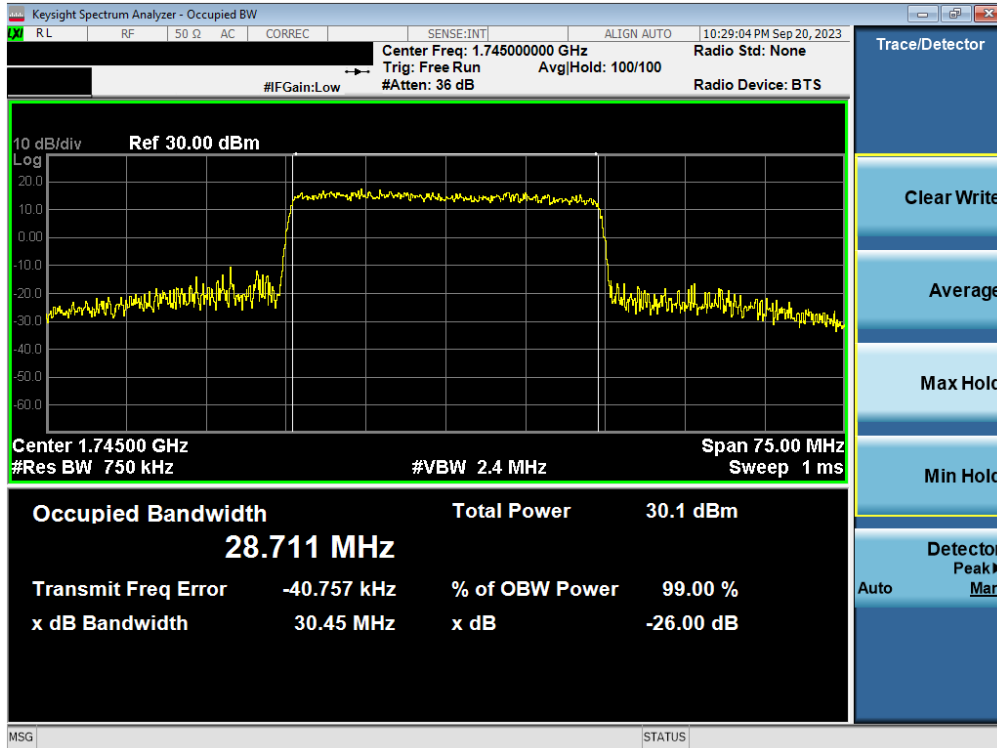 Keysight Spectrum Analyzer - Occupied BW
LXI RL RF 50 Ω AC CORREC SENSE:INT ALIGN AUTO 10:29:04 PM Sep 20, 2023
Center Freq: 1.745000000 GHz Radio Std: None
Trig: Free Run Avg|Hold: 100/100
#IFGain:Low #Atten: 36 dB Radio Device: BTS
10 dB/div Ref 30.00 dBm
Log
20.0
10.0
0.00
-10.0
-20.0
-30.0
-40.0
-50.0
-60.0
Center 1.74500 GHz Span 75.00 MHz
#Res BW 750 kHz #VBW 2.4 MHz Sweep 1 ms
Occupied Bandwidth Total Power 30.1 dBm
28.711 MHz
Transmit Freq Error -40.757 kHz % of OBW Power 99.00 %
x dB Bandwidth 30.45 MHz x dB -26.00 dB
MSG STATUS
Trace/Detector
Clear Write
Average
Max Hold
Min Hold
Detector
Peak
Auto Man